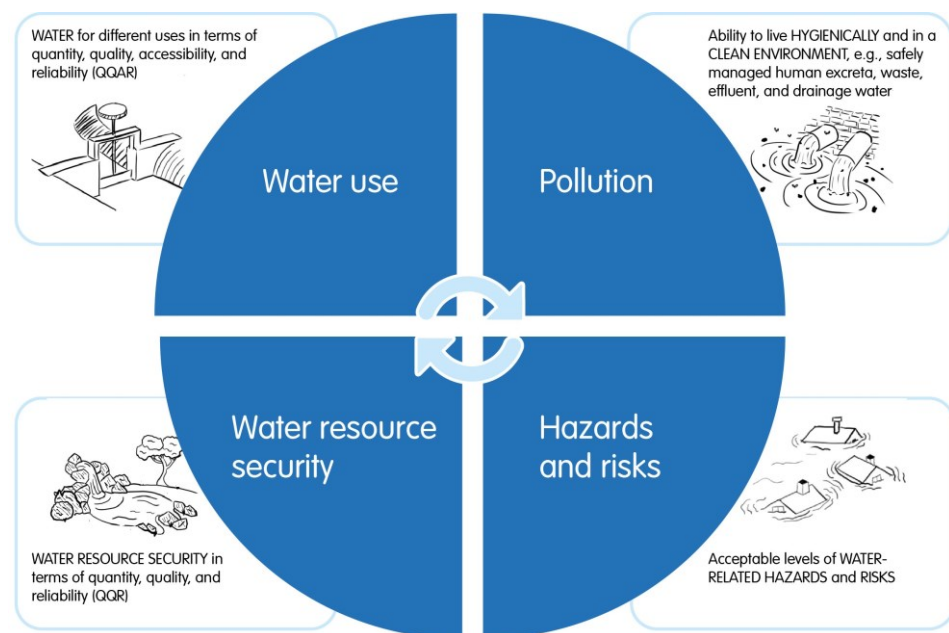 WATER for different uses in terms of
quantity, quality, accessibility, and
reliability (QQAR)
Water use
Ability to live HYGIENICALLY and in a
CLEAN ENVIRONMENT, e.g., safely
managed human excreta, waste,
effluent, and drainage water
Pollution
Water resource
security
WATER RESOURCE SECURITY in
terms of quantity, quality, and
reliability (QQR)
Hazards
and risks
Acceptable levels of WATER-
RELATED HAZARDS and RISKS